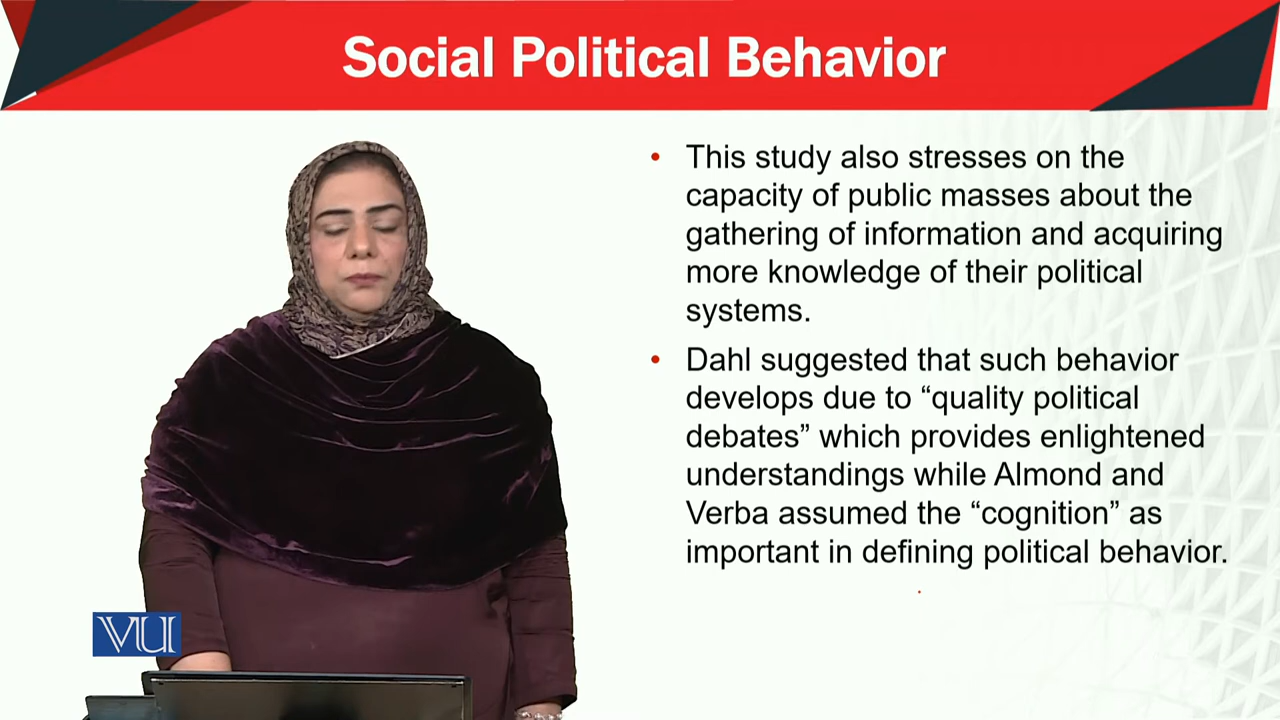 Social Political Behavior
• This study also stresses on the
capacity of public masses about the
gathering of information and acquiring
more knowledge of their political
systems.
• Dahl suggested that such behavior
develops due to “quality political
debates” which provides enlightened
understandings while Almond and
Verba assumed the “cognition” as
important in defining political behavior.
VU